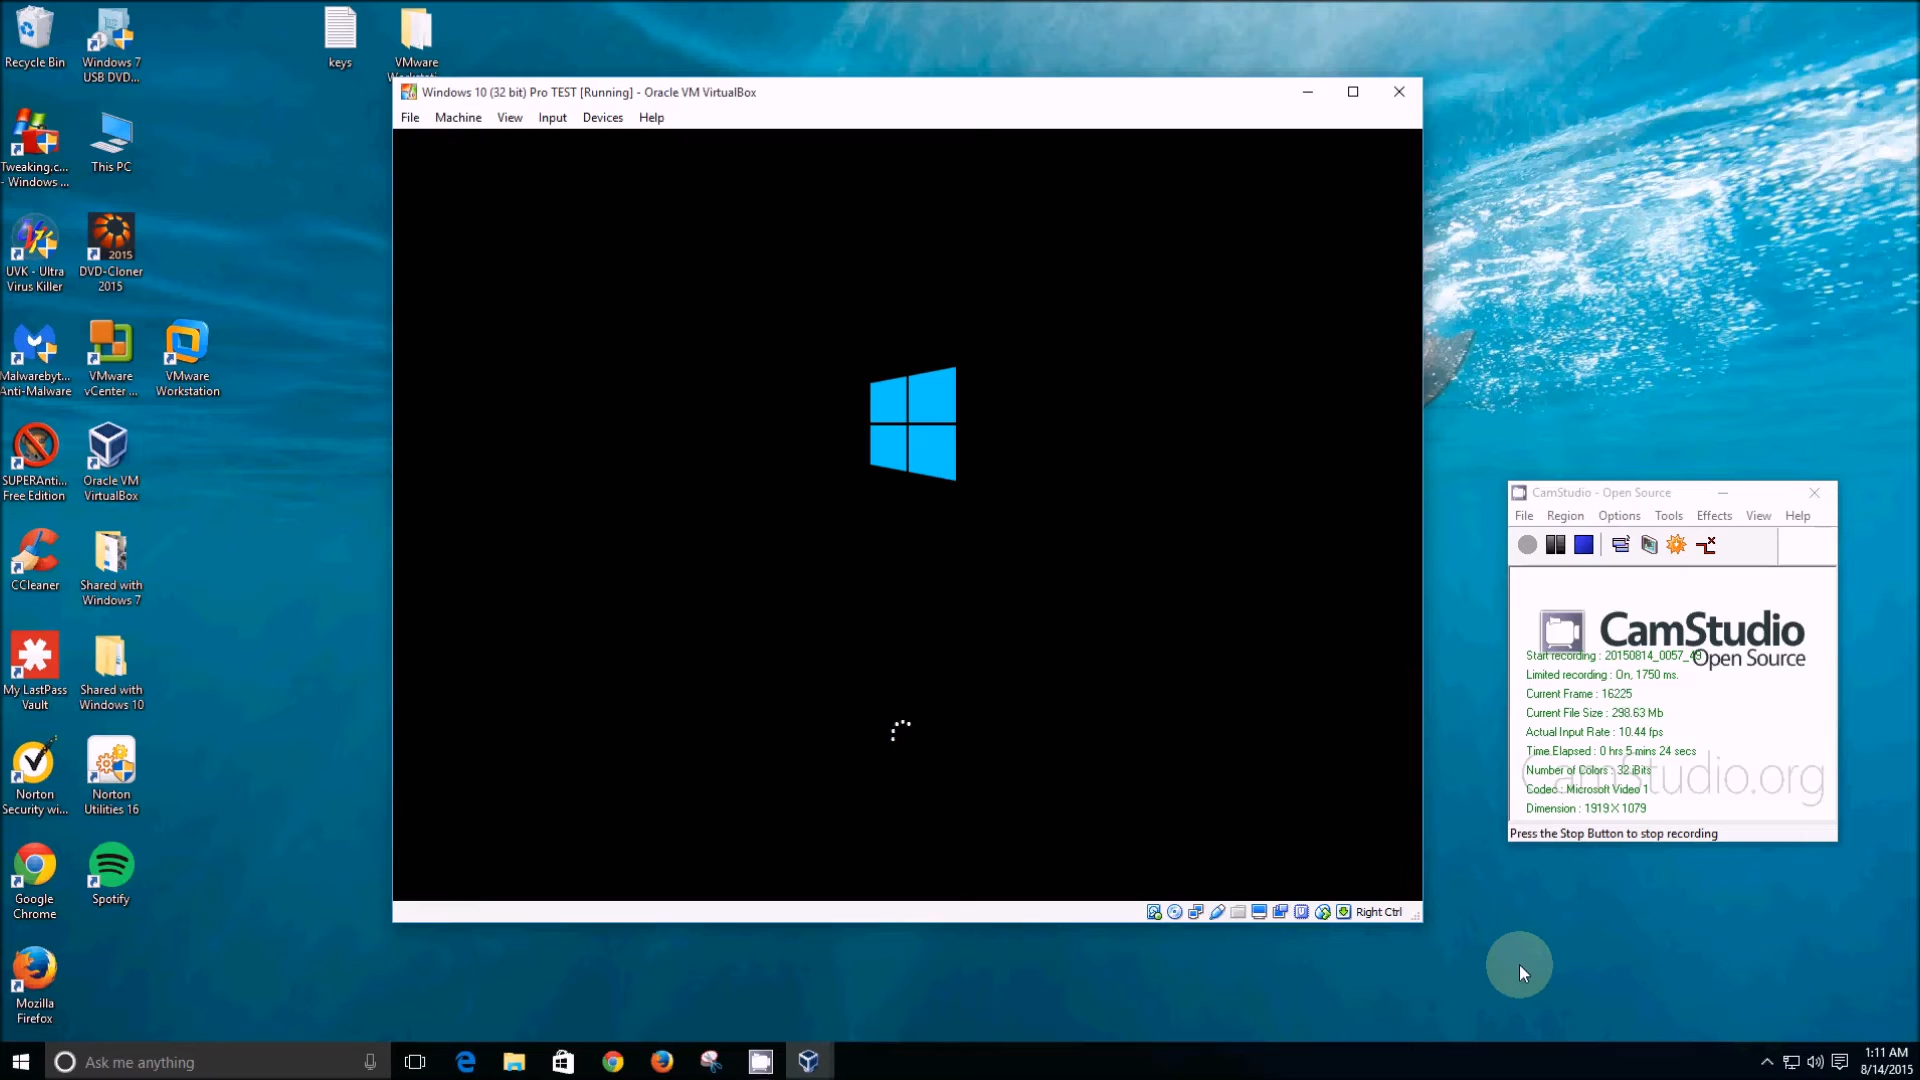 Recycle Bin
Windows 7
USB DVD...
keys
VMware
Tweaking.c...
- Windows ...
This PC
UVK - Ultra
Virus Killer
2015
DVD-Cloner
2015
Malwarebyt...
Anti-Malware
VMware
vCenter ...
VMware
Workstation
SUPERAnti...
Free Edition
Oracle VM
VirtualBox
CCleaner
Shared with
Windows 7
My LastPass
Vault
Shared with
Windows 10
Norton
Security wi...
Norton
Utilities 16
Google
Chrome
Spotify
Mozilla
Firefox
Windows 10 (32 bit) Pro TEST [Running] - Oracle VM VirtualBox
File Machine View Input Devices Help
Right Ctrl
CamStudio - Open Source
File Region Options Tools Effects View Help
CamStudio
Open Source
Start recording : 20150814_0057_49
Limited recording : On, 1750 ms.
Current Frame : 16225
Current File Size : 298.63 Mb
Actual Input Rate : 10.44 fps
Time Elapsed : 0 hrs 5 mins 24 secs
Number of Colors : 32 Bits
CamStudio.org
Codec : Microsoft Video 1
Dimension : 1919 X 1079
Press the Stop Button to stop recording
Ask me anything
1:11 AM
8/14/2015